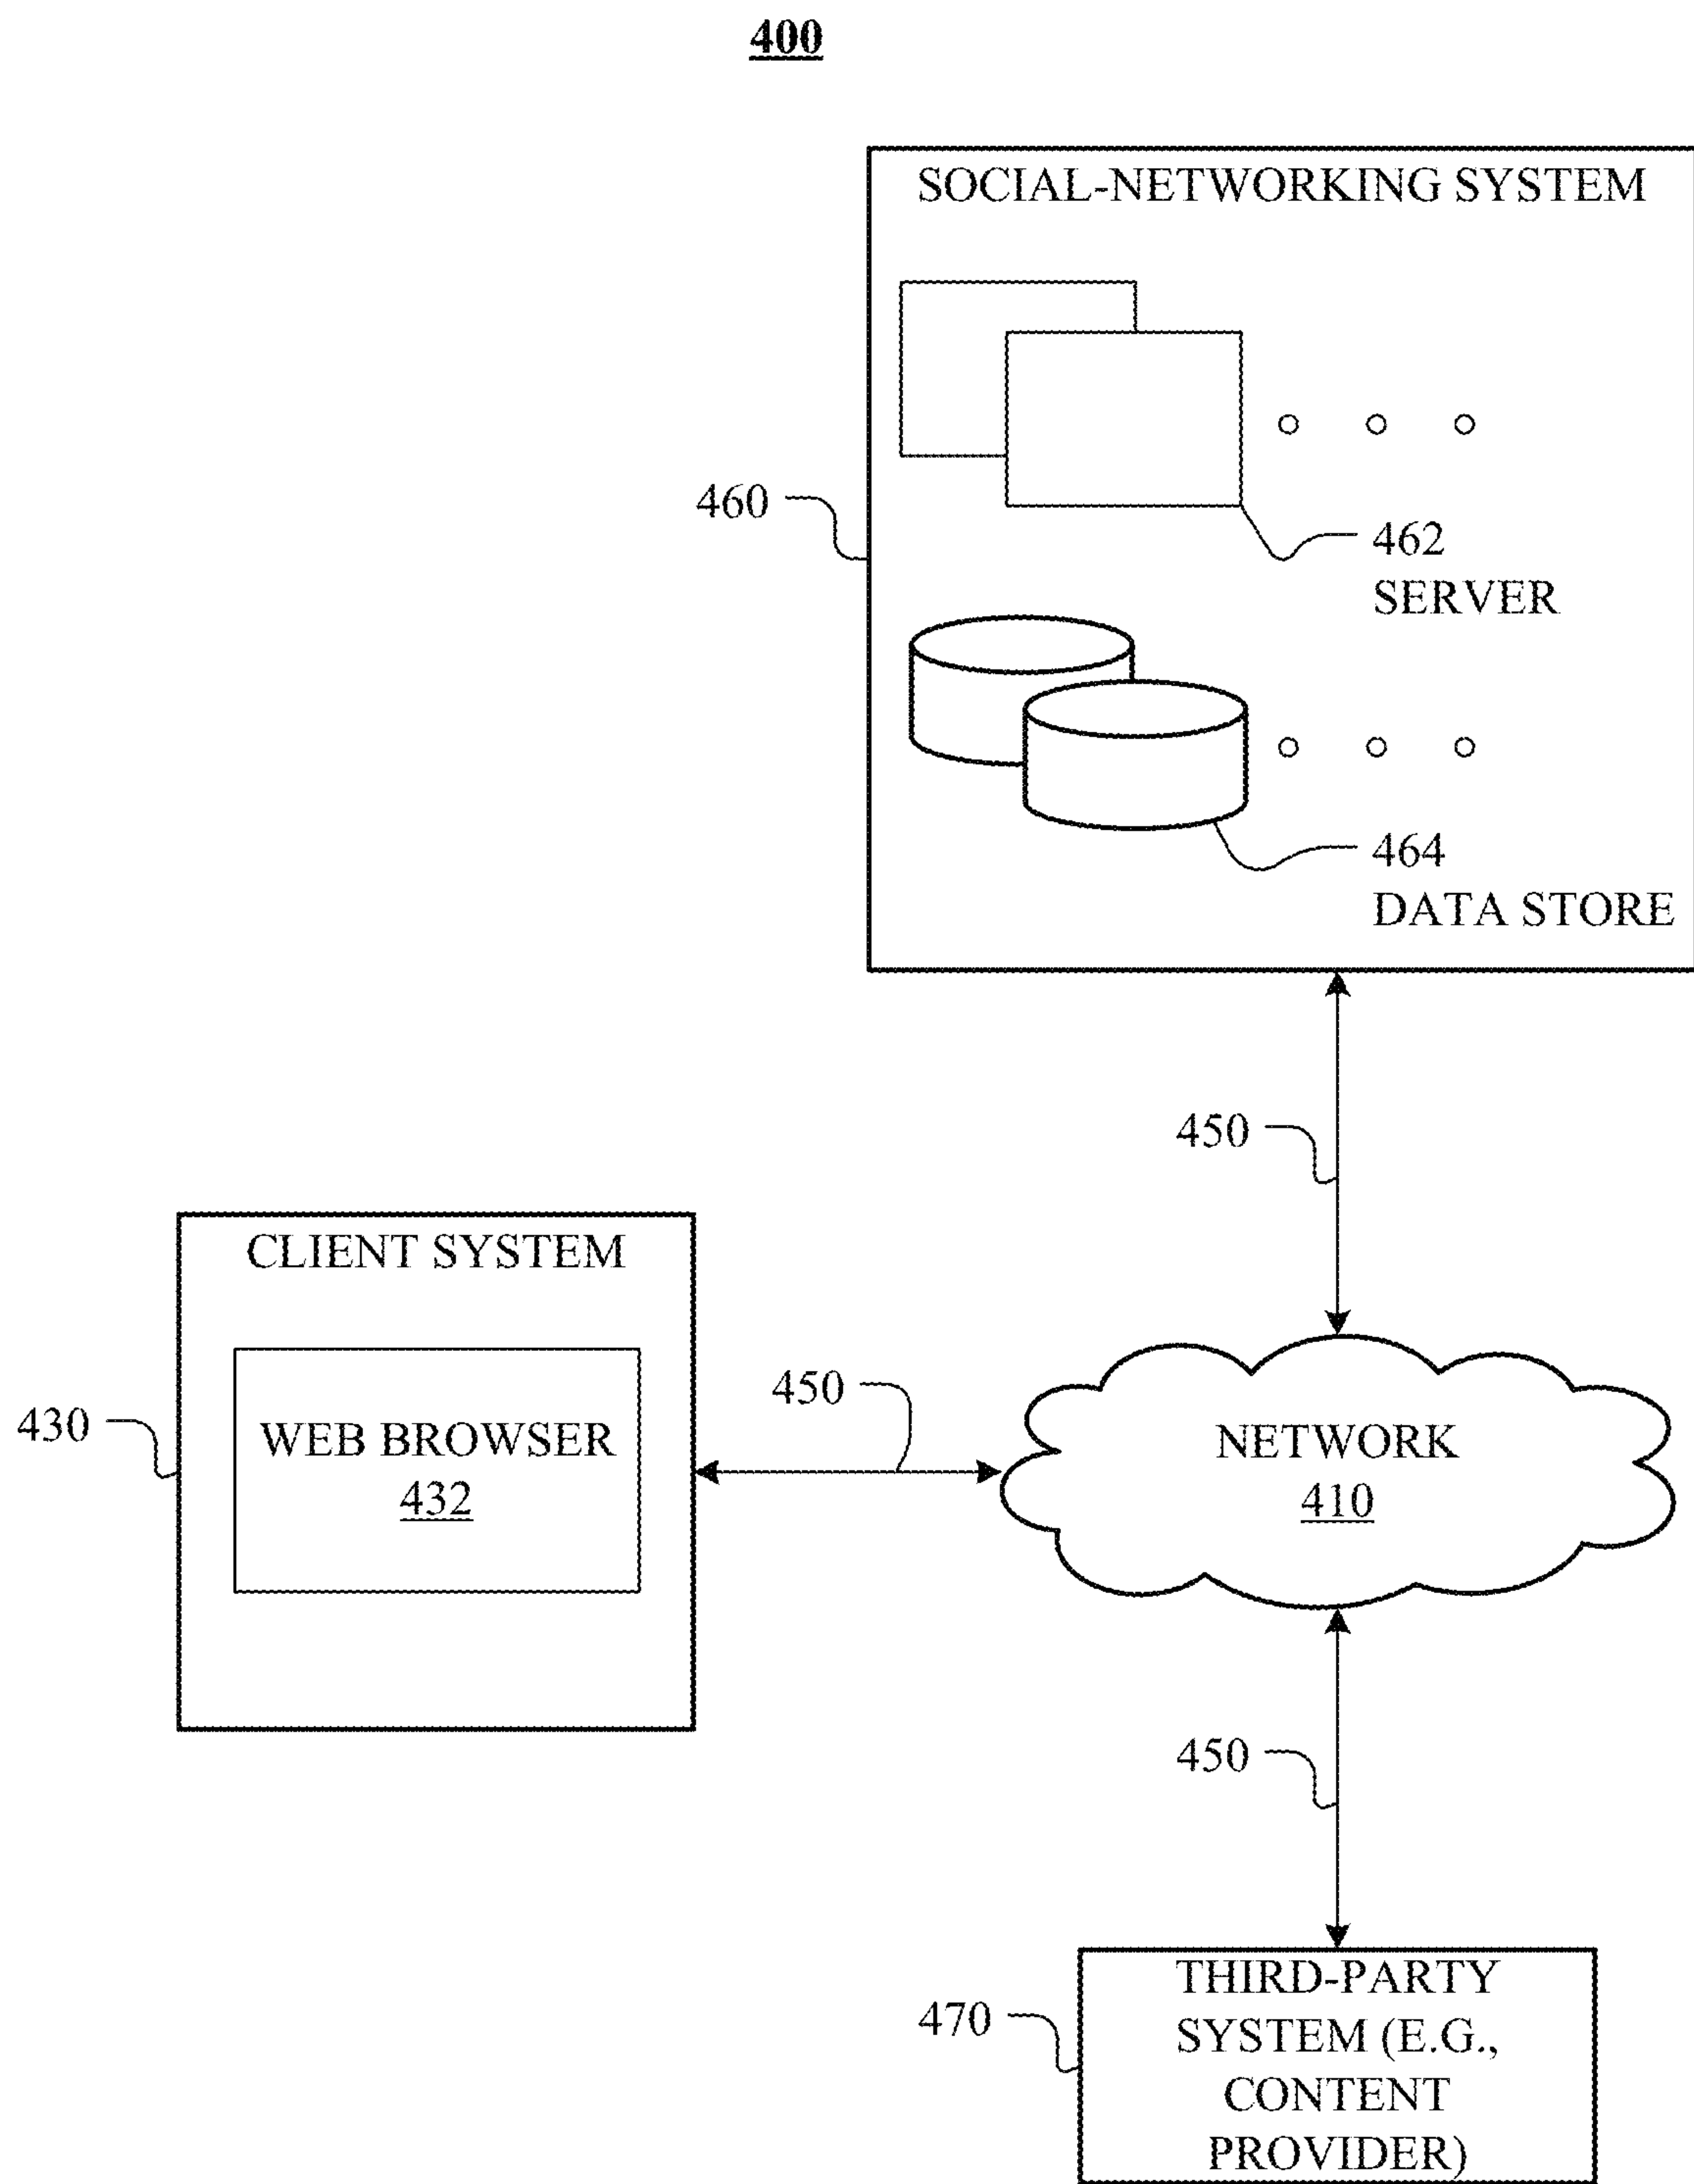 400
SOCIAL-NETWORKING SYSTEM
460
462
SERVER
464
DATA STORE
450
CLIENT SYSTEM
430
WEB BROWSER
432
450
NETWORK
410
450
470
THIRD-PARTY
SYSTEM (E.G.,
CONTENT
PROVIDER)